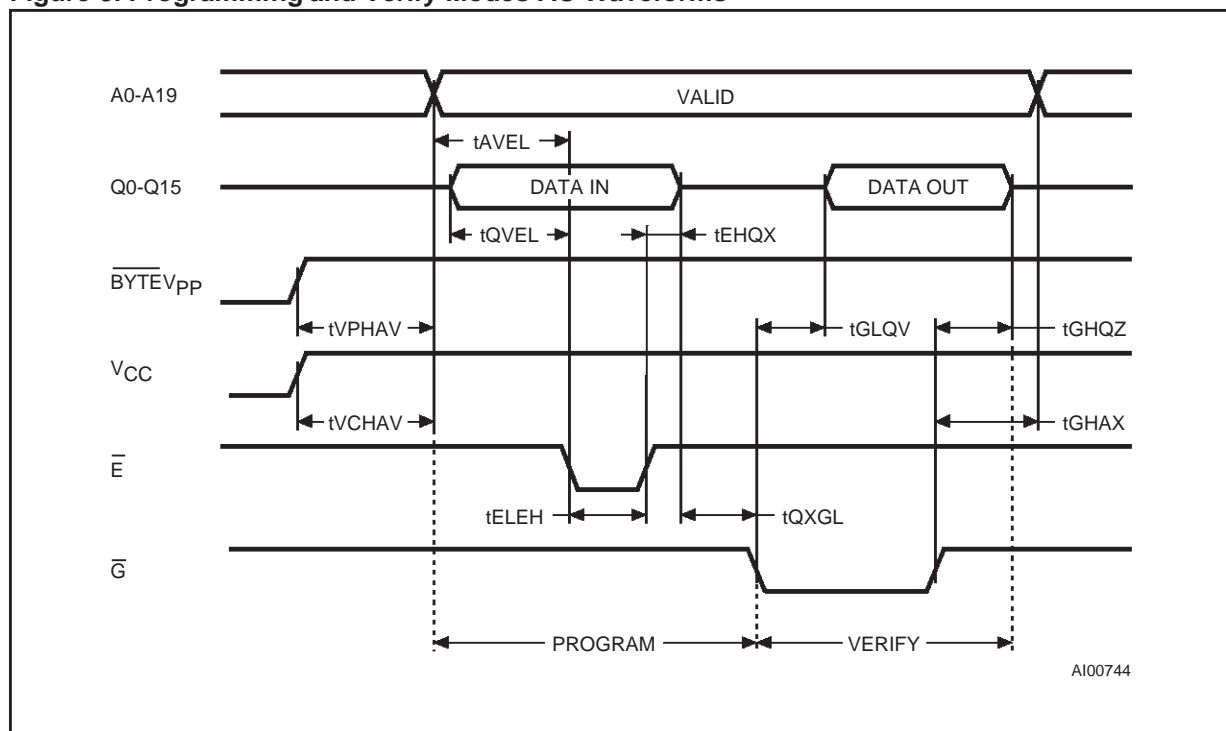 Figure Programming and Verify Modes AC Waveforms
A0-A19
VALID
tAVEL
Q0-Q15
DATA IN
DATA OUT
tQVEL
tEHQX
BYTEVPP
tVPHAV
tGLQV
tGHQZ
VCC
tVCHAV
tGHAX
E
tELEH
tQXGL
G
PROGRAM
VERIFY
AI00744